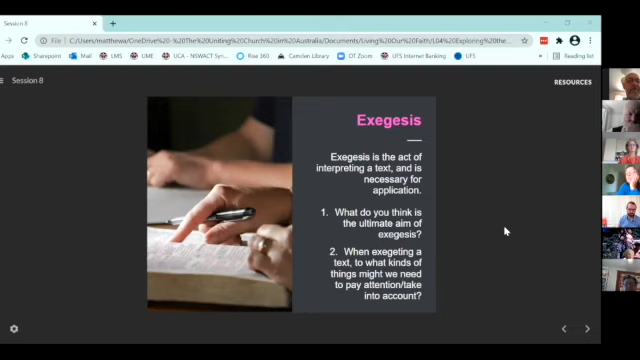 Session 8
C:/Users/matthewa/OneDrive%20-%20The%20Uniting%20Church%20in%20Australia/Documents/Living%20Our%20Faith/L04%20Exploring%20the...
Apps Sharepoint Mail LMS UME UCA - NSWACT Syn... Rise 360 Camden Library OT Zoom UFS Internet Banking UFS Reading list
Session 8
RESOURCES
Exegesis
Exegesis is the act of
interpreting a text, and is
necessary for
application.
1. What do you think is
the ultimate aim of
exegesis?
2. When exegeting a
text, to what kinds of
things might we need
to pay attention/take
into account?